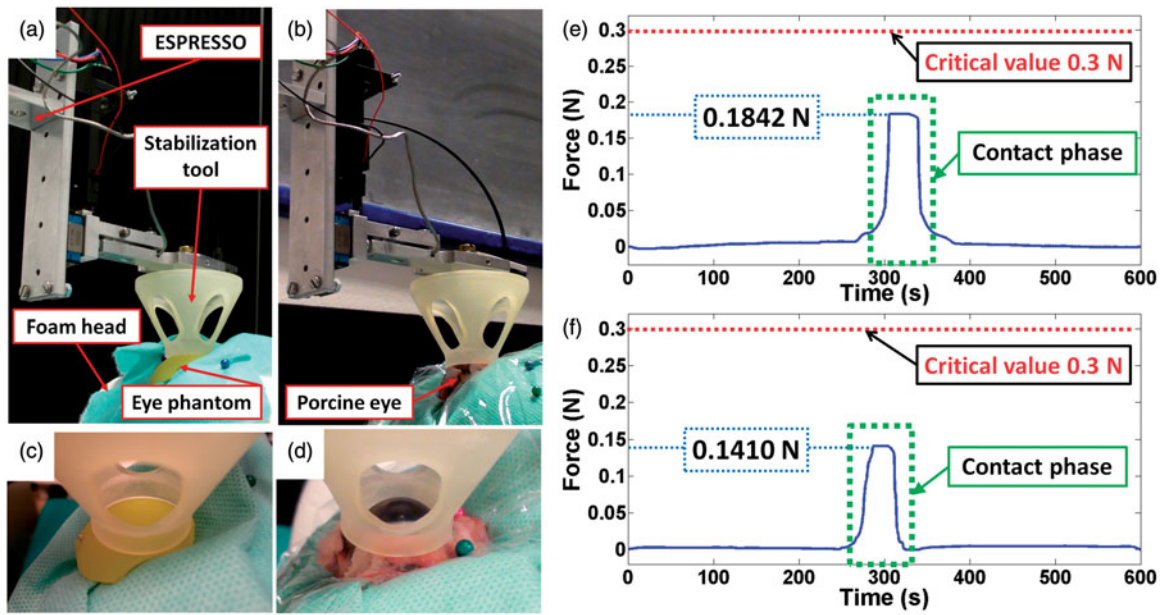 (a)
ESPRESSO
Stabilization
tool
Foam head
Eye phantom
(b)
Porcine eye
(c)
(d)
(e)
Force (N)
0.3
0.25
0.2
0.15
0.1
0.05
0
Critical value 0.3 N
0.1842 N
Contact phase
0 100 200 300 400 500 600
Time (s)
(f)
Force (N)
0.3
0.25
0.2
0.15
0.1
0.05
0
Critical value 0.3 N
0.1410 N
Contact phase
0 100 200 300 400 500 600
Time (s)